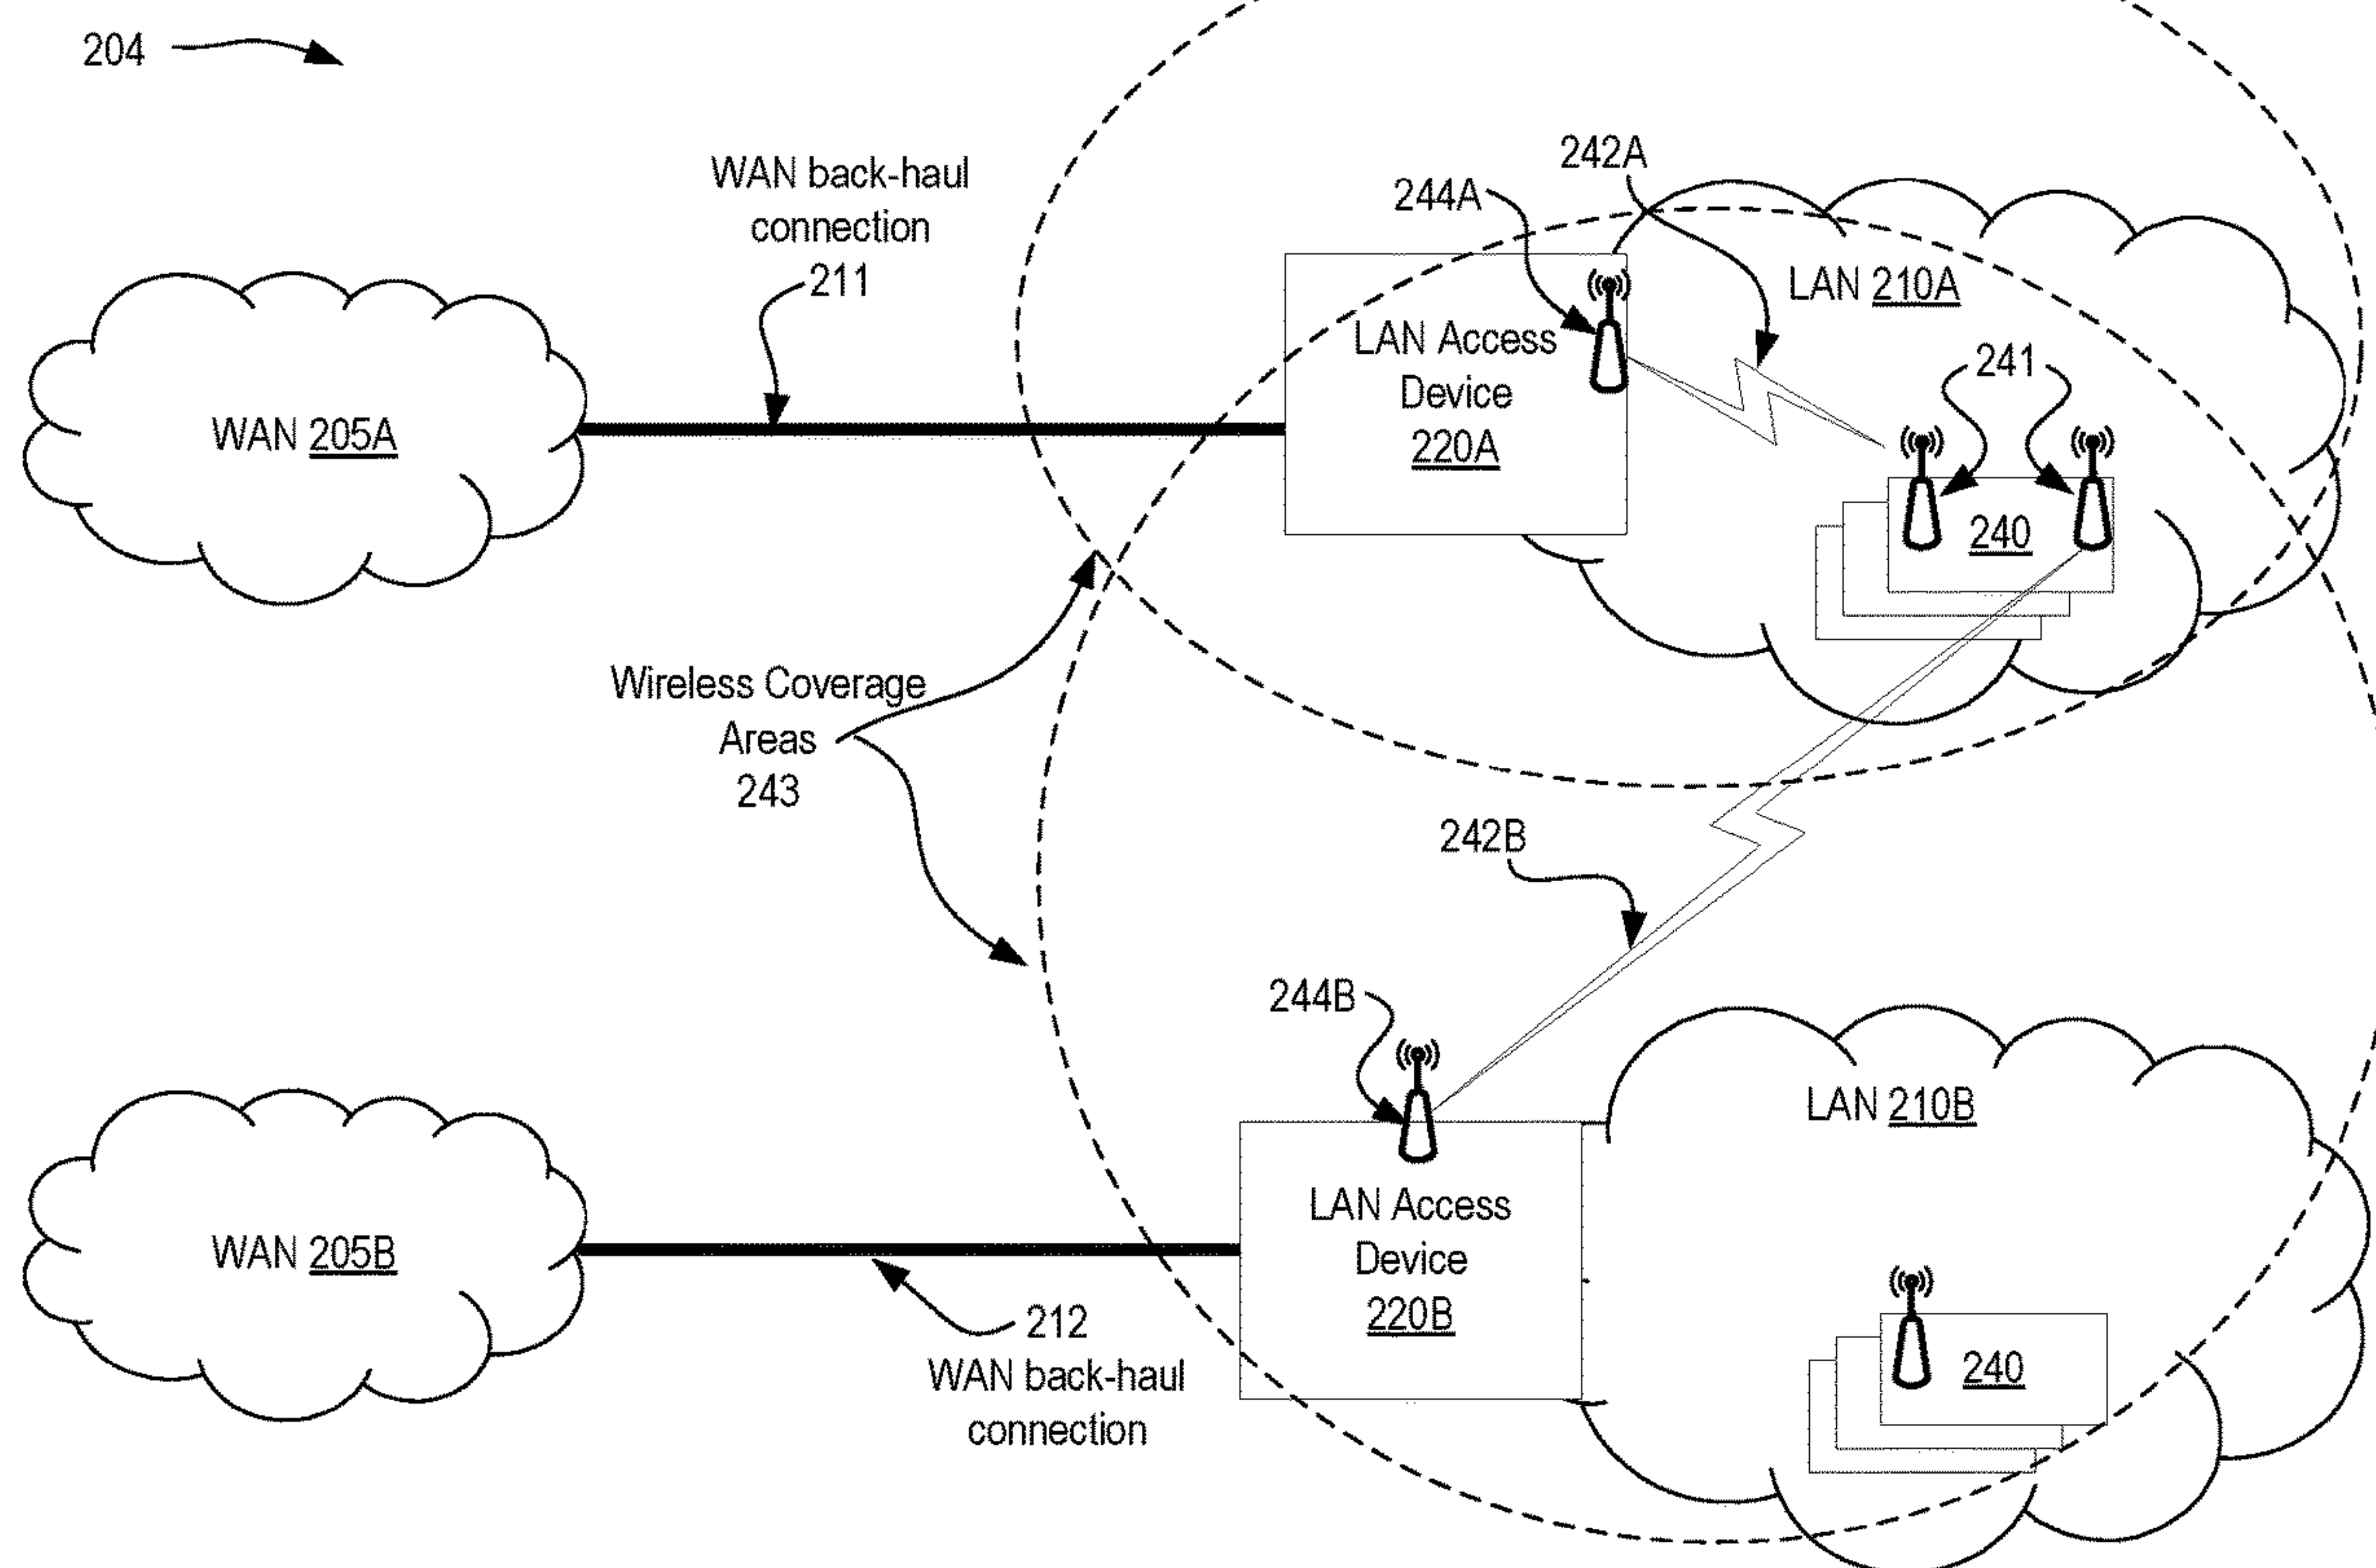 204
WAN back-haul
connection
211
242A
244A
LAN 210A
LAN Access
Device
220A
241
WAN 205A
240
Wireless Coverage
Areas
243
242B
244B
LAN 210B
LAN Access
Device
220B
WAN 205B
212
WAN back-haul
connection
240